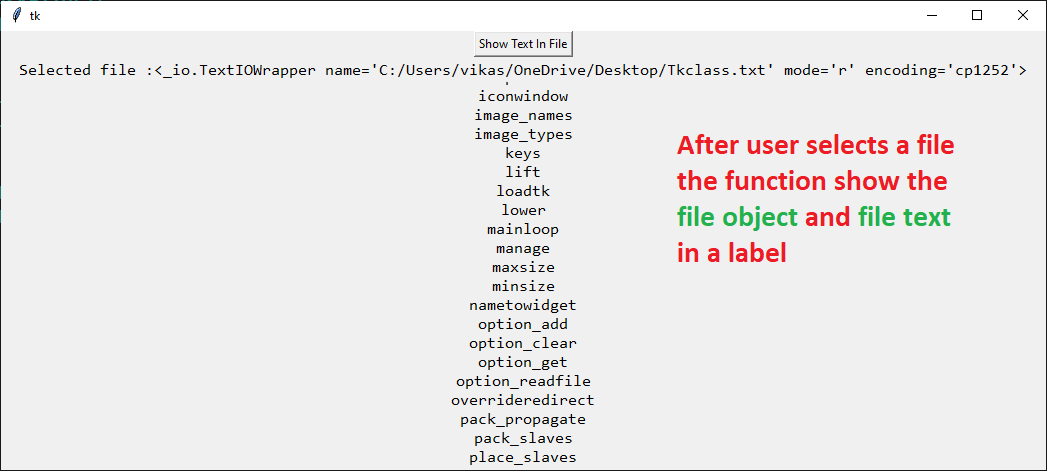 tk
Show Text In File
Selected file :<_io.TextIOWrapper name='C:/Users/vikas/OneDrive/Desktop/Tkclass.txt' mode='r' encoding='cp1252'>
iconwindow
image_names
image_types
keys
lift
loadtk
lower
mainloop
manage
maxsize
minsize
nametowidget
option_add
option_clear
option_get
option_readfile
overrideredirect
pack_propagate
pack_slaves
place_slaves
After user selects a file
the function show the
file object and file text
in a label